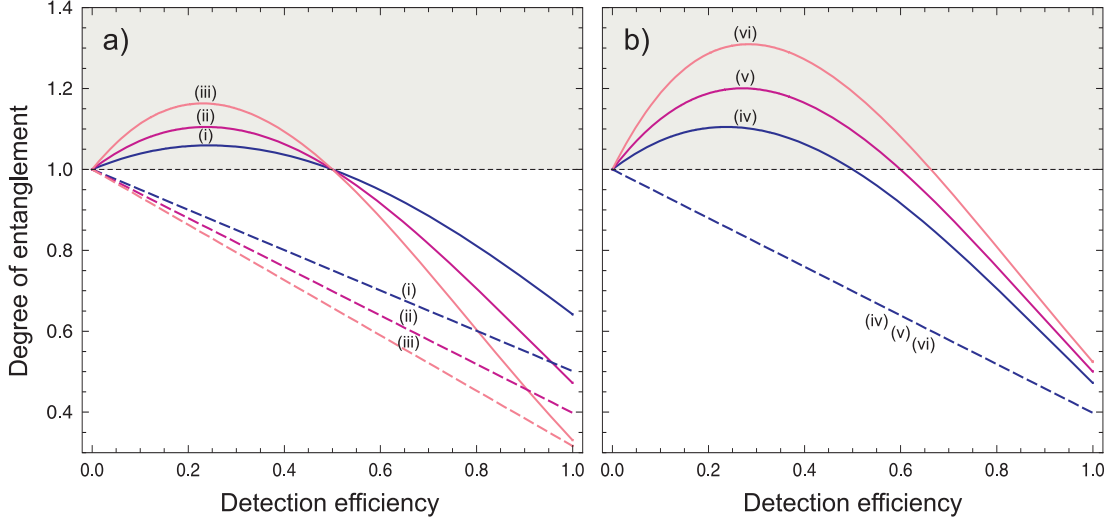 a)
b)
1.4
1.2
1.0
0.8
0.6
0.4
Degree of entanglement
(iii)
(ii)
(i)
(i)
(ii)
(iii)
0.0 0.2 0.4 0.6 0.8 1.0
Detection efficiency
(vi)
(v)
(iv)
(iv)
(v)
(vi)
0.0 0.2 0.4 0.6 0.8 1.0
Detection efficiency